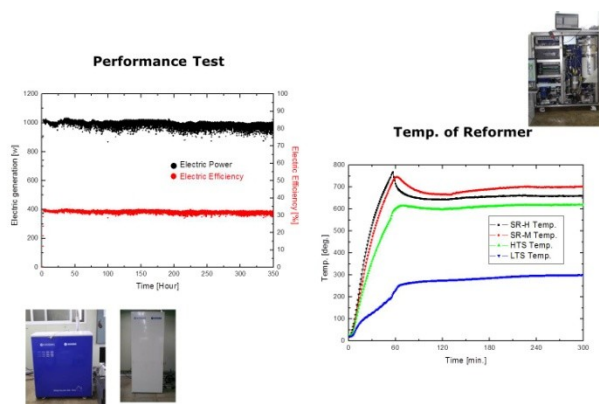 Performance Test
1200
1000
800
600
400
200
0
Electric generation [w]
100
90
80
70
60
50
40
30
20
10
0
Electric Efficiency [%]
Electric Power
Electric Efficiency
0 50 100 150 200 250 300 350
Time [Hour]
Temp. of Reformer
800
700
600
500
400
300
200
100
0
Temp. [deg.]
SR-H Temp.
SR-M Temp.
HTS Temp.
LTS Temp.
0 60 120 180 240 300
Time [min.]